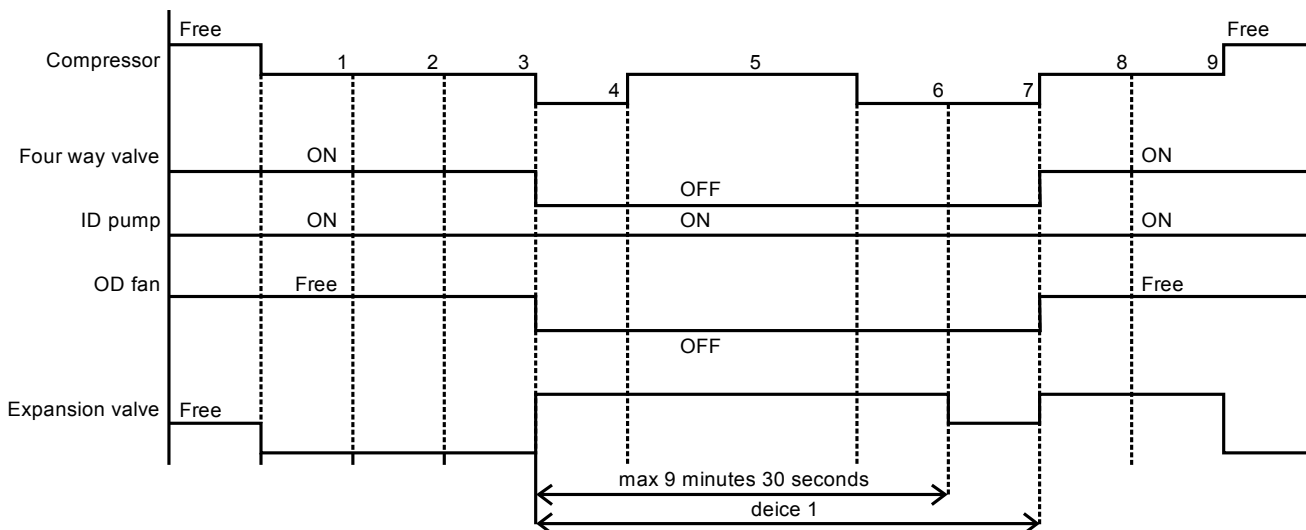 Free Free
Compressor 1 2 3 4 5 6 7 8 9
Four way valve ON OFF ON
ID pump ON ON ON
OD fan Free OFF Free
Expansion valve Free
max 9 minutes 30 seconds
deice 1